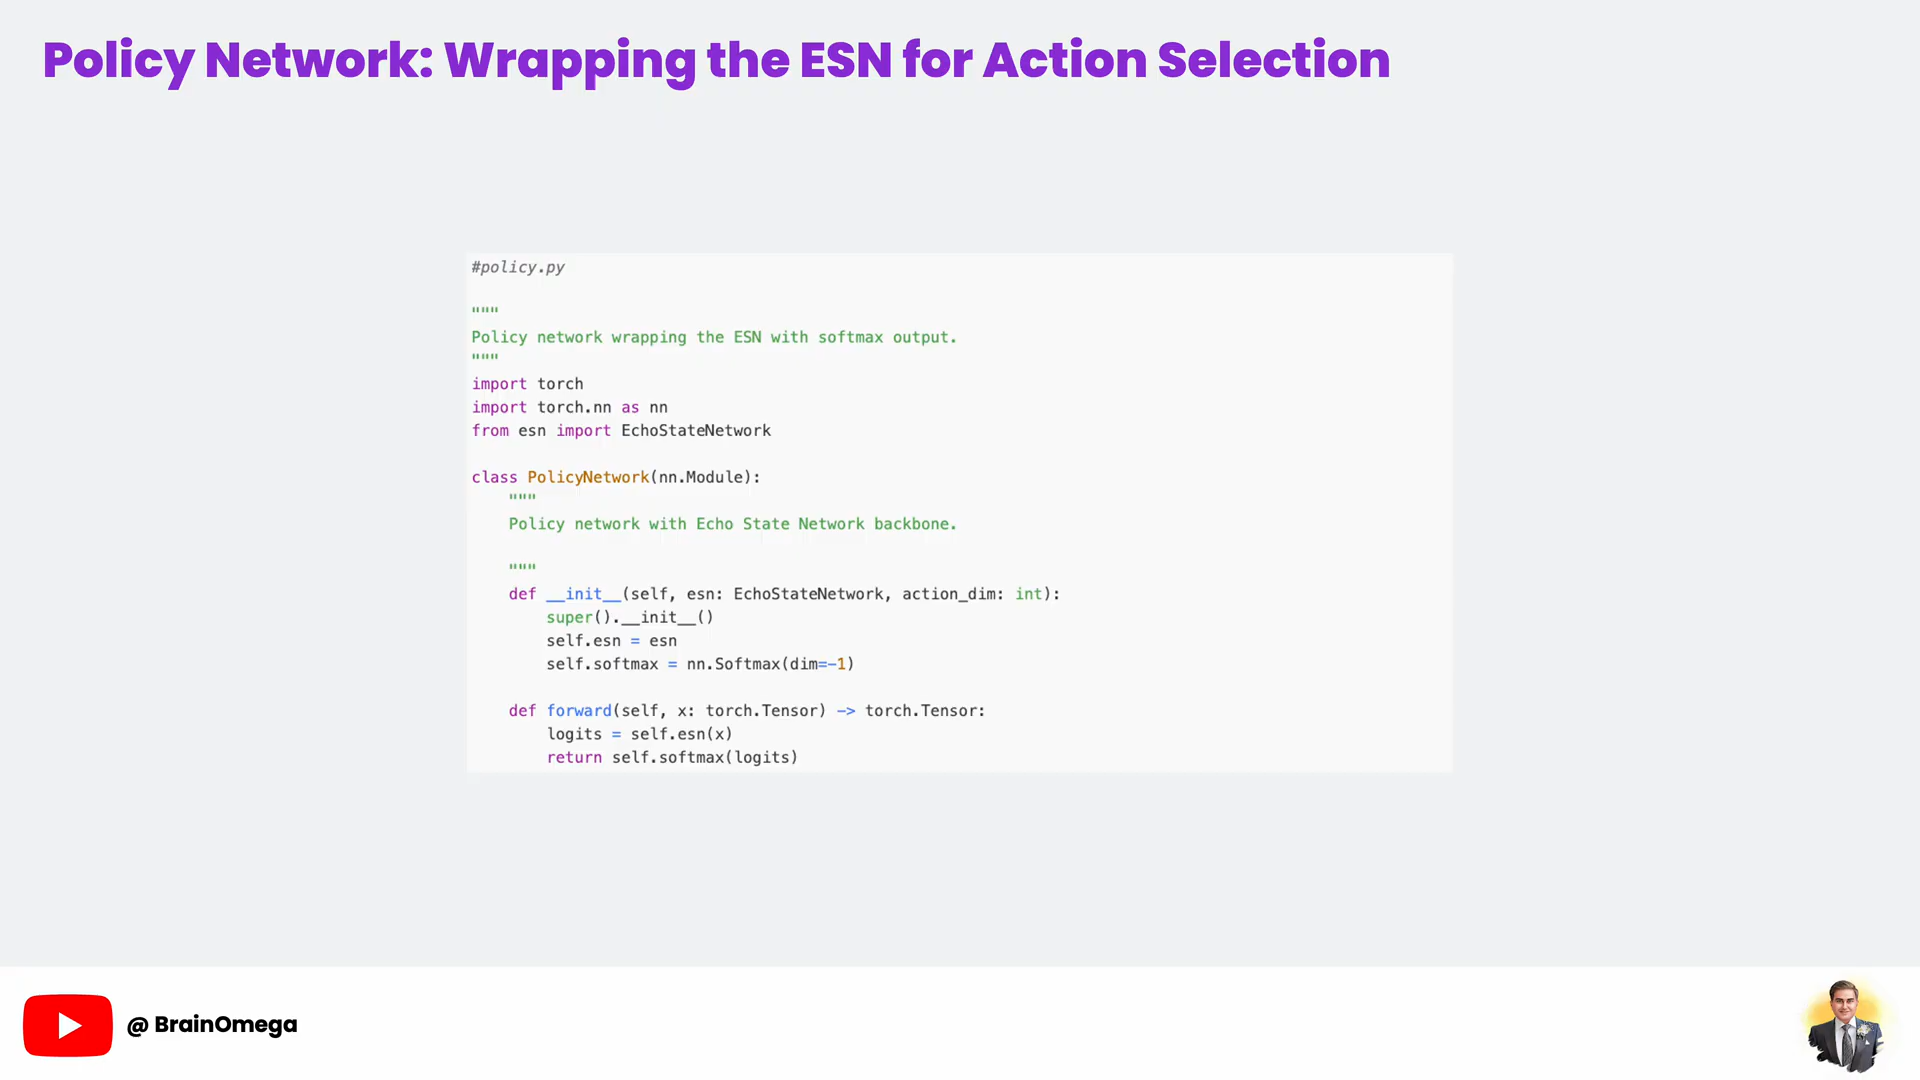 Policy Network: Wrapping the ESN for Action Selection
#policy.py
"""
Policy network wrapping the ESN with softmax output.
"""
import torch
import torch.nn as nn
from esn import EchoStateNetwork
class PolicyNetwork(nn.Module):
    """
    Policy network with Echo State Network backbone.
    """
    def __init__(self, esn: EchoStateNetwork, action_dim: int):
        super().__init__()
        self.esn = esn
        self.softmax = nn.Softmax(dim=-1)
    def forward(self, x: torch.Tensor) -> torch.Tensor:
        logits = self.esn(x)
        return self.softmax(logits)
@ BrainOmega